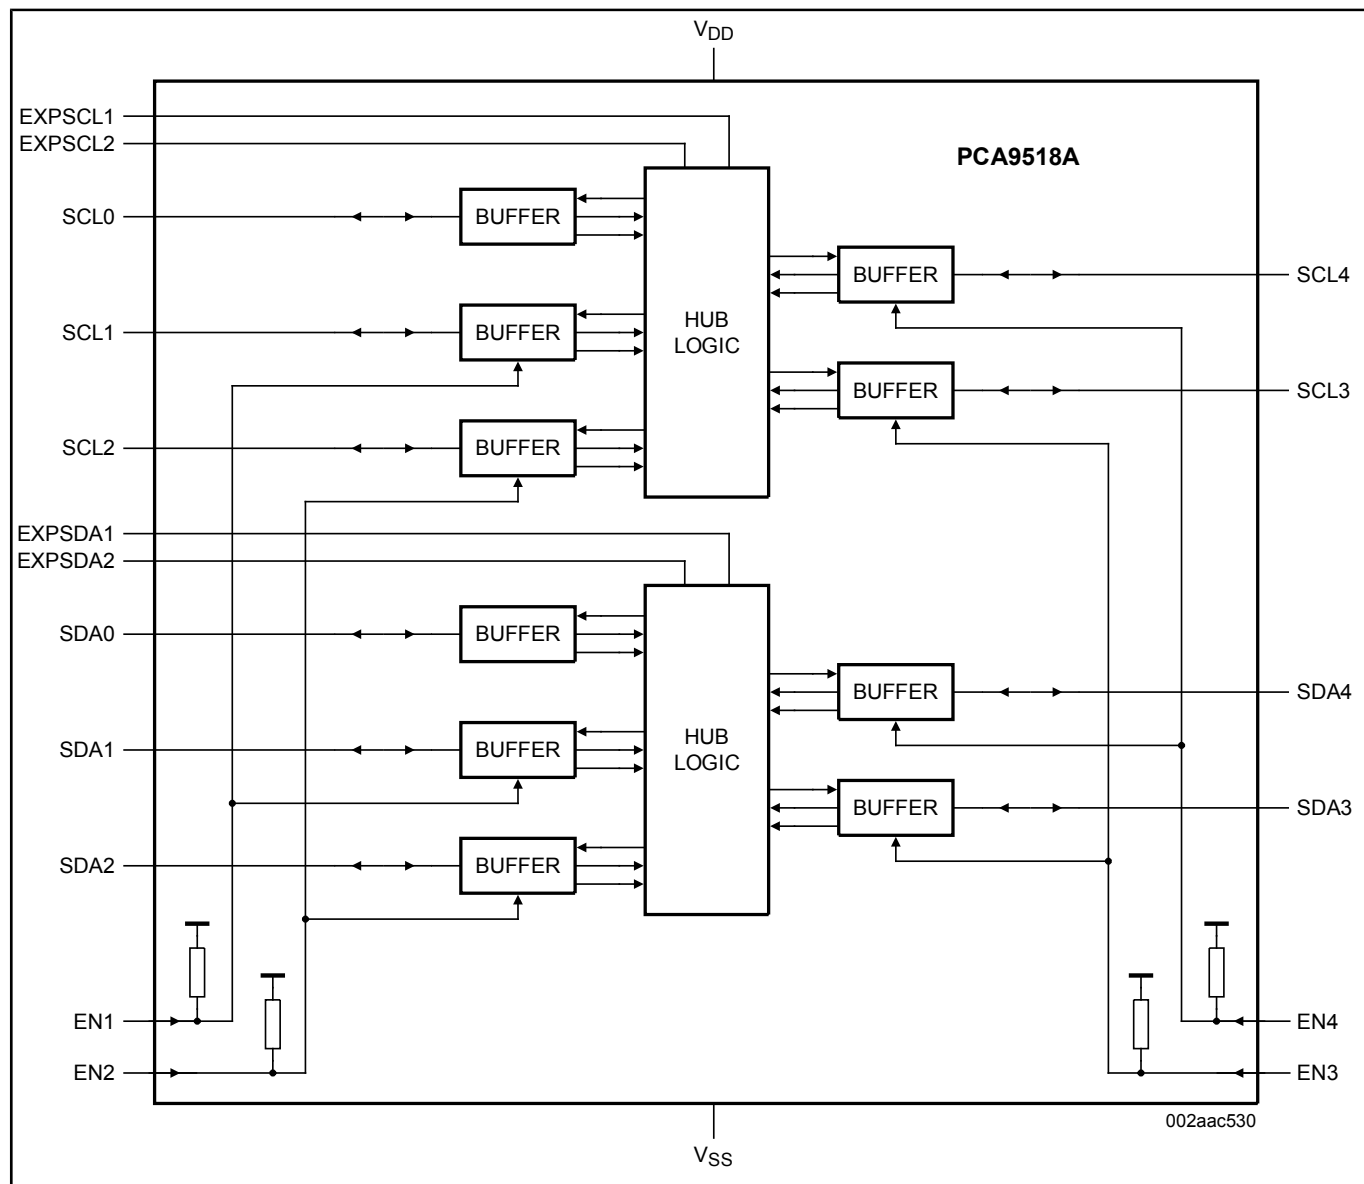 VDD
EXPSCL1
EXPSCL2
PCA9518A
SCL0
BUFFER
BUFFER
SCL4
SCL1
BUFFER
HUB
LOGIC
BUFFER
SCL3
SCL2
BUFFER
EXPSDA1
EXPSDA2
SDA0
BUFFER
BUFFER
SDA4
SDA1
BUFFER
HUB
LOGIC
BUFFER
SDA3
SDA2
BUFFER
EN1
EN4
EN2
EN3
002aac530
VSS